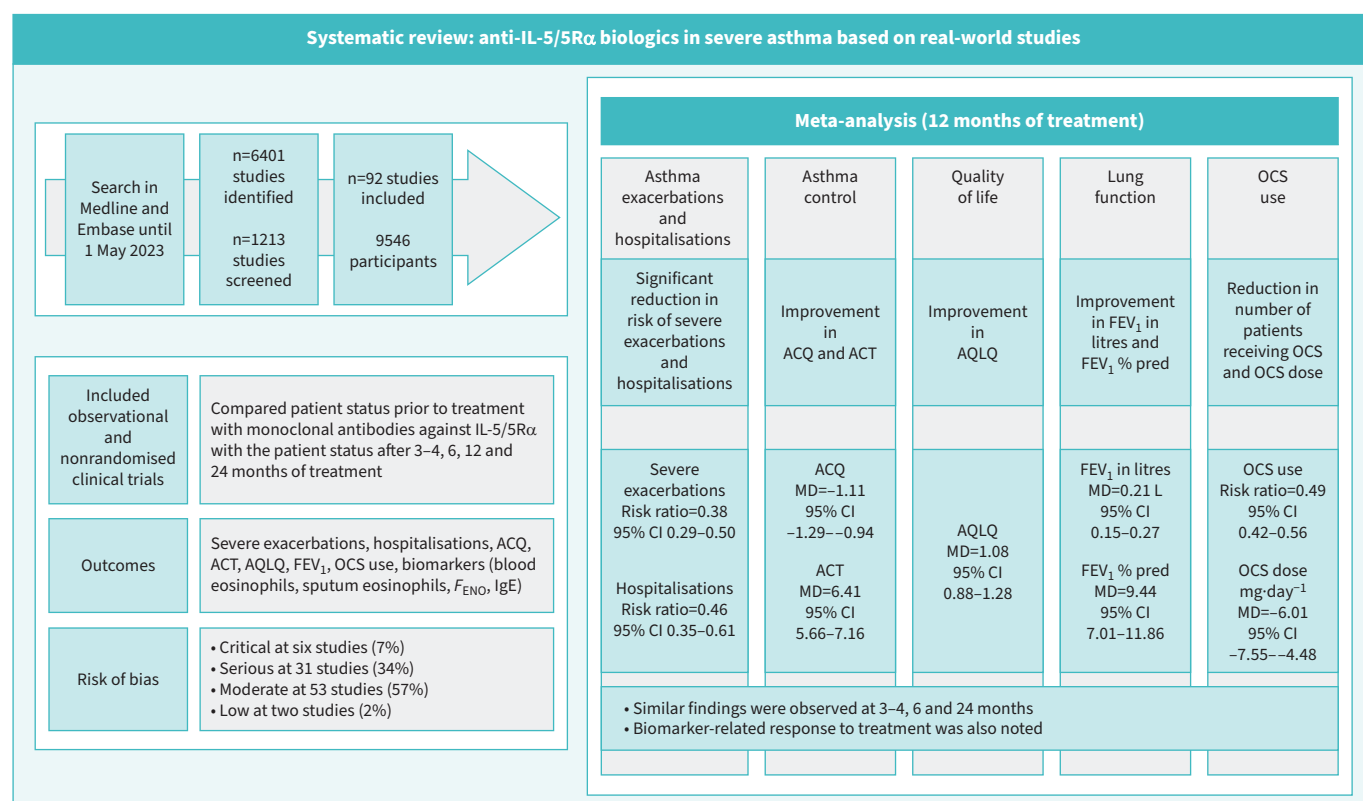 Systematic review: anti-IL-5/5Rα biologics in severe asthma based on real-world studies
Search in
Medline and
Embase until
1 May 2023
n=6401
studies
identified
n=1213
studies
screened
n=92 studies
included
9546
participants
Included
observational
and
nonrandomised
clinical trials
Compared patient status prior to treatment
with monoclonal antibodies against IL-5/5Rα
with the patient status after 3–4, 6, 12 and
24 months of treatment
Outcomes
Severe exacerbations, hospitalisations, ACQ,
ACT, AQLQ, FEV₁, OCS use, biomarkers (blood
eosinophils, sputum eosinophils, F_ENO, IgE)
Risk of bias
• Critical at six studies (7%)
• Serious at 31 studies (34%)
• Moderate at 53 studies (57%)
• Low at two studies (2%)
Meta-analysis (12 months of treatment)
Asthma
exacerbations
and
hospitalisations
Significant
reduction in
risk of severe
exacerbations
and
hospitalisations
Severe
exacerbations
Risk ratio=0.38
95% CI 0.29–0.50
Hospitalisations
Risk ratio=0.46
95% CI 0.35–0.61
Asthma
control
Improvement
in
ACQ and ACT
ACQ
MD=–1.11
95% CI
–1.29––0.94
ACT
MD=6.41
95% CI
5.66–7.16
Quality
of life
Improvement
in
AQLQ
AQLQ
MD=1.08
95% CI
0.88–1.28
Lung
function
Improvement
in FEV₁ in
litres and
FEV₁ % pred
FEV₁ in litres
MD=0.21 L
95% CI
0.15–0.27
FEV₁ % pred
MD=9.44
95% CI
7.01–11.86
OCS
use
Reduction in
number of
patients
receiving OCS
and OCS dose
OCS use
Risk ratio=0.49
95% CI
0.42–0.56
OCS dose
mg·day⁻¹
MD=–6.01
95% CI
–7.55––4.48
• Similar findings were observed at 3–4, 6 and 24 months
• Biomarker-related response to treatment was also noted